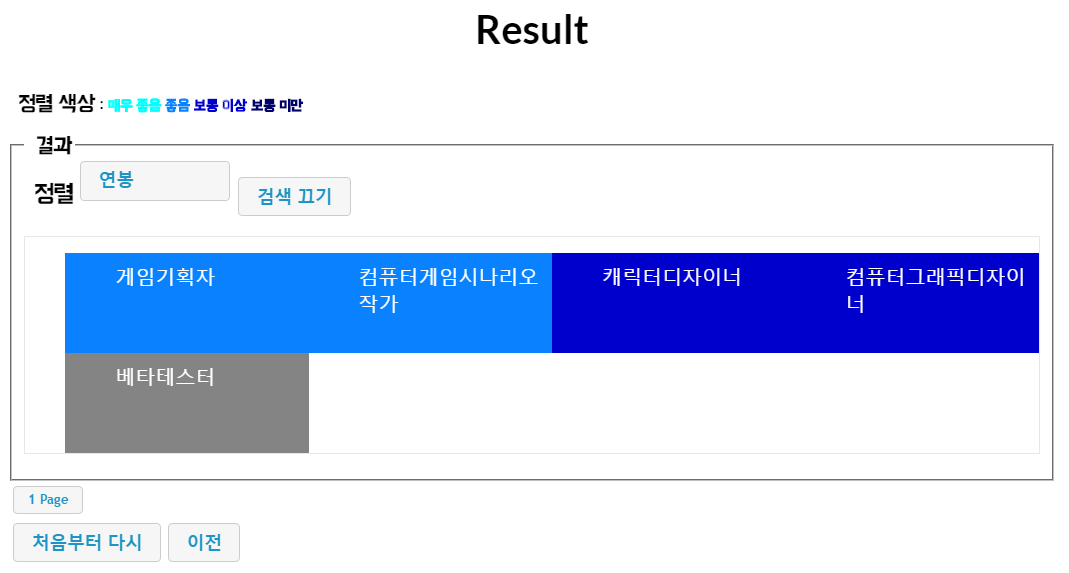 Result
정렬 색상 : 매우 좋음 좋음 보통 이상 보통 미만
결과
정렬 연봉 검색 끄기
게임기획자 컴퓨터게임시나리오 캐릭터디자이너 컴퓨터그래픽디자이
작가 너
베타테스터
1 Page
처음부터 다시 이전